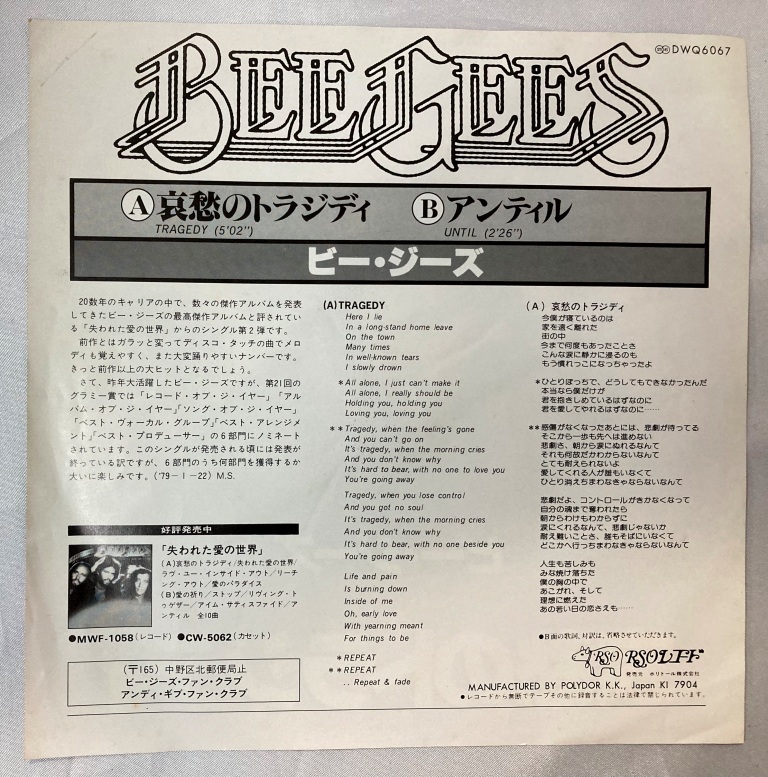 BEE GEES
DWQ6067
Ⓐ哀愁のトラジディ Ⓑアンティル
TRAGEDY (5'02") UNTIL (2'26")
ビー・ジーズ
20数年のキャリアの中で、数々の傑作アルバムを発表
してきたビー・ジーズの最高傑作アルバムと評されている
「失われた愛の世界」からのシングル第2弾です。
前作とはガラッと変ってディスコ・タッチの曲でメロ
ディも覚えやすく、また大変踊りやすいナンバーです。
きっと前作以上の大ヒットとなるでしょう。
さて、昨年大活躍したビー・ジーズですが、第21回の
グラミー賞では「レコード・オブ・ジ・イヤー」「アル
バム・オブ・ジ・イヤー」「ソング・オブ・ジ・イヤー」
「ベスト・ヴォーカル・グループ」「ベスト・アレンジメ
ント」「ベスト・プロデューサー」の6部門にノミネート
されています。このシングルが発売される頃には発表が
終っている訳ですが、6部門のうち何部門を獲得するか
大いに楽しみです。('79-1-22) M.S.
好評発売中
「失われた愛の世界」
(A)哀愁のトラジディ/失われた愛の世界/
ラヴ・ユー・インサイド・アウト/リーチ
ング・アウト/愛のパラダイス
(B)愛の祈り/ストップ/リヴィング・ト
ゥゲザー/アイム・サティスファイド/ア
ンティル 全10曲
●MWF-1058(レコード) ●CW-5062(カセット)
(〒165) 中野区北郵便局止
ビー・ジーズ・ファン・クラブ
アンディ・ギブ・ファン・クラブ
(A) TRAGEDY
Here I lie
In a long-stand home leave
On the town
Many times
In well-known tears
I slowly drown
*All alone, I just can't make it
All alone, I really should be
Holding you, holding you
Loving you, loving you
**Tragedy, when the feeling's gone
And you can't go on
It's tragedy, when the morning cries
And you don't know why
It's hard to bear, with no one to love you
You're going away
Tragedy, when you lose control
And you got no soul
It's tragedy, when the morning cries
And you don't know why
It's hard to bear, with no one beside you
You're going away
Life and pain
Is burning down
Inside of me
Oh, early love
With yearning meant
For things to be
*REPEAT
**REPEAT
.. Repeat & fade
(A) 哀愁のトラジディ
今僕が寝ているのは
家を遠く離れた
街の中
今まで何度もあったことさ
こんな涙に静かに浸るのも
もう慣れっこになっちゃったよ
*ひとりぼっちで、どうしてもできなかったんだ
本当なら僕だけが
君を抱きしめているはずなのに
君を愛してやれるはずなのに……
**感傷がなくなったあとには、悲劇が待ってる
そこから一歩も先へは進めない
悲劇さ、朝から涙にぬれるなんて
それも何故だかわからないなんて
とても耐えられないよ
愛してくれる人が誰もいなくて
ひとり消えちまわなきゃならないなんて
悲劇だよ、コントロールがきかなくなって
自分の魂まで奪われたら
朝からわけもわからずに
涙にくれるなんて、悲劇じゃないか
耐え難いことさ、誰もそばにいなくて
どこかへ行っちまわなきゃならないなんて
人生も苦しみも
みな焼け落ちた
僕の胸の中で
あこがれ、そして
理想に燃えた
あの若い日の恋さえも……
●B面の歌詞、対訳は、省略させていただきます。
RSO RSOレコード
発売元 ポリドール株式会社
MANUFACTURED BY POLYDOR K.K., Japan KI 7904
●レコードから無断でテープその他に録音することは法律で禁じられています。